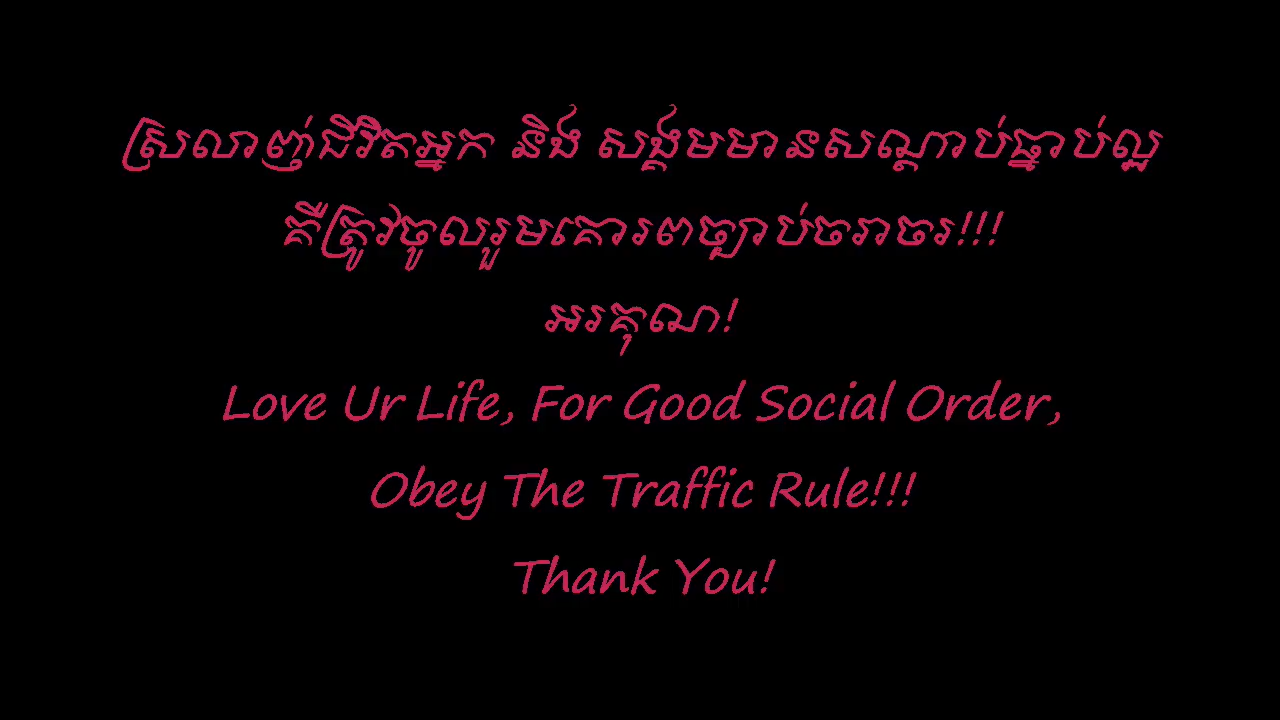 ស្រលាញ់ជីវិតអ្នក និង សង្គមមានសណ្ដាប់ធ្នាប់ល្អ
គឺត្រូវចូលរួមគោរពច្បាប់ចរាចរ!!!
អរគុណ!
Love Ur Life, For Good Social Order,
Obey The Traffic Rule!!!
Thank You!